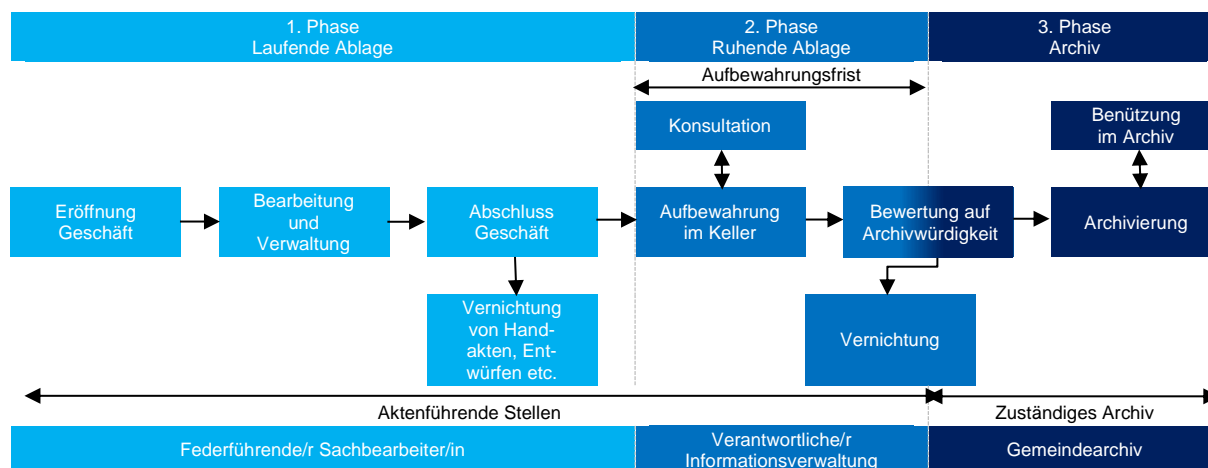 1. Phase
Laufende Ablage
2. Phase
Ruhende Ablage
3. Phase
Archiv
Aufbewahrungsfrist
Konsultation
Benützung
im Archiv
Eröffnung
Geschäft
Bearbeitung
und
Verwaltung
Abschluss
Geschäft
Aufbewahrung
im Keller
Bewertung auf
Archivwürdigkeit
Archivierung
Vernichtung
von Hand-
akten, Ent-
würfen etc.
Vernichtung
Aktenführende Stellen
Zuständiges Archiv
Federführende/r Sachbearbeiter/in
Verantwortliche/r
Informationsverwaltung
Gemeindearchiv